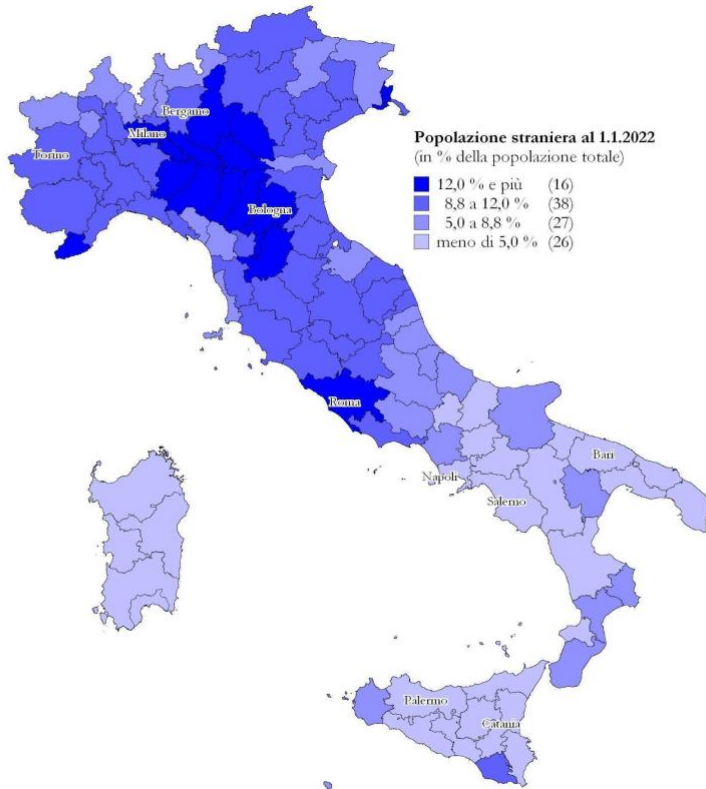 Bergamo
Milano
Torino
Popolazione straniera al 1.1.2022
(in % della popolazione totale)
12,0 % e più (16)
8,8 a 12,0 % (38)
5,0 a 8,8 % (27)
meno di 5,0 % (26)
Bologna
Roma
Bari
Napoli
Salerno
Palermo
Catania